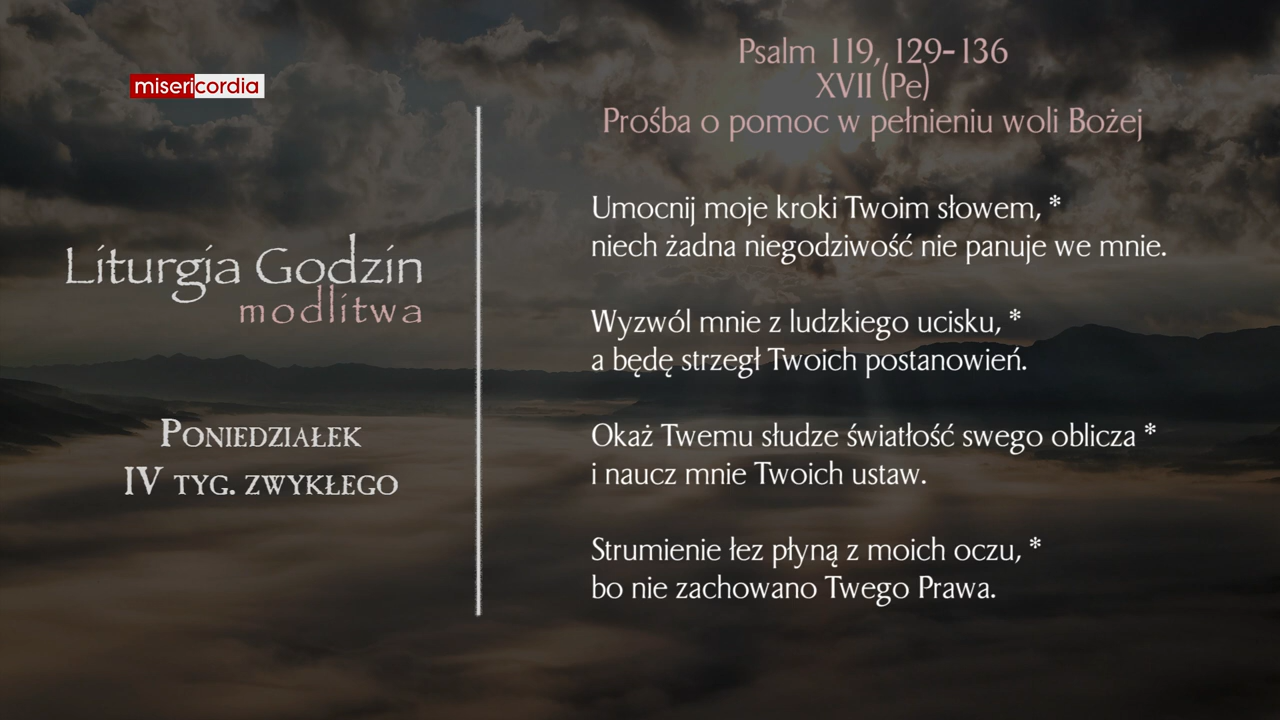 misericordia
Liturgia Godzin
modlitwa
Poniedziałek
IV tyg. zwykłego
Psalm 119, 129-136
XVII (Pe)
Prośba o pomoc w pełnieniu woli Bożej
Umocnij moje kroki Twoim słowem, *
niech żadna niegodziwość nie panuje we mnie.
Wyzwól mnie z ludzkiego ucisku, *
a będę strzegł Twoich postanowień.
Okaż Twemu słudze światłość swego oblicza *
i naucz mnie Twoich ustaw.
Strumienie łez płyną z moich oczu, *
bo nie zachowano Twego Prawa.